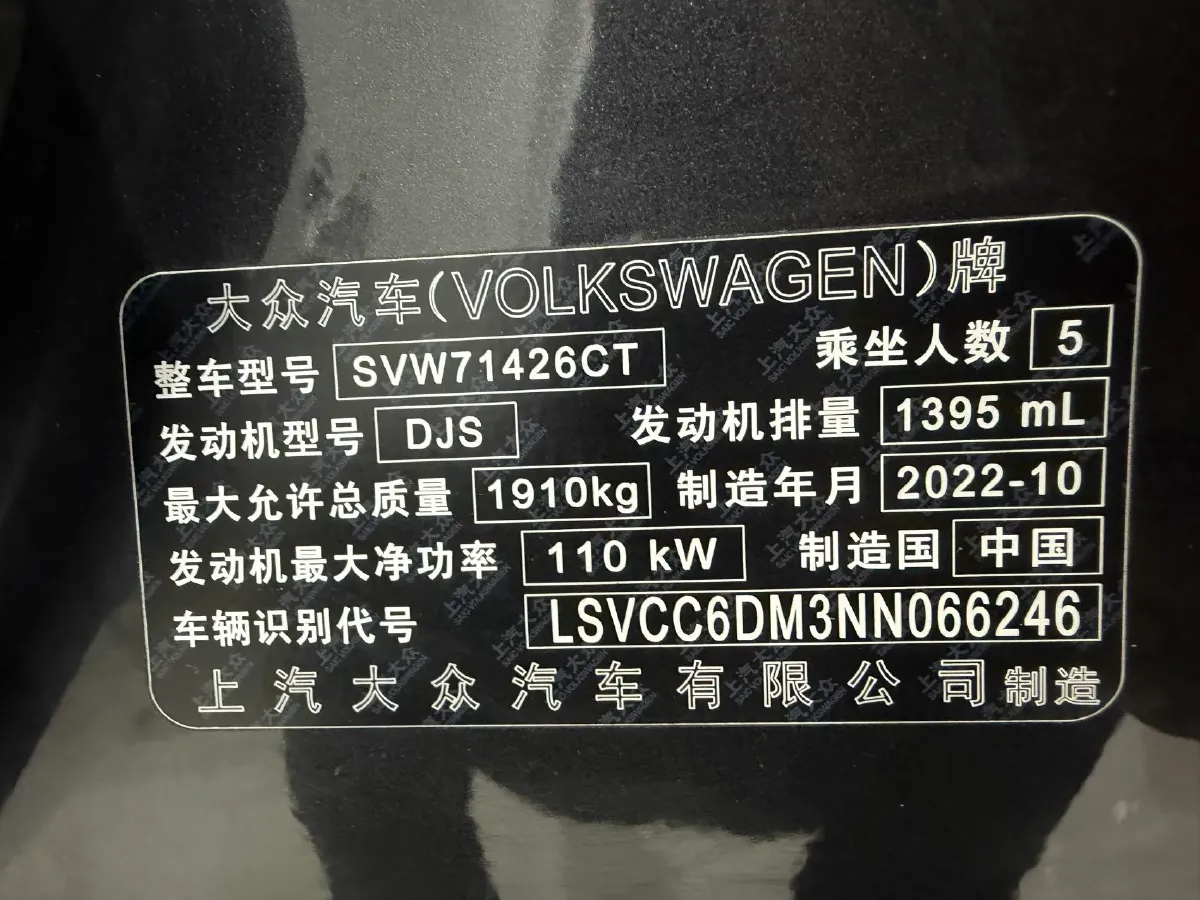 大众汽车(VOLKSWAGEN)牌
整车型号 SVW71426CT 乘坐人数 5
发动机型号 DJS 发动机排量 1395 mL
最大允许总质量 1910kg 制造年月 2022-10
发动机最大净功率 110 kW 制造国 中国
车辆识别代号 LSVCC6DM3NN066246
上汽大众汽车有限公司制造